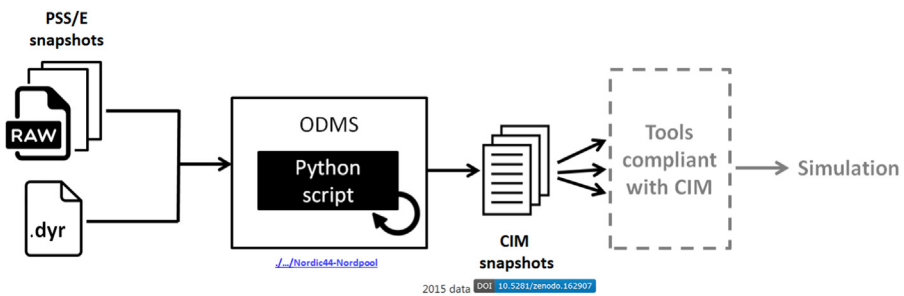 PSS/E
snapshots
RAW
.dyr
ODMS
Python
script
./.../Nordic44-Nordpool
CIM
snapshots
2015 data DOI 10.5281/zenodo.162907
Tools
compliant
with CIM
Simulation